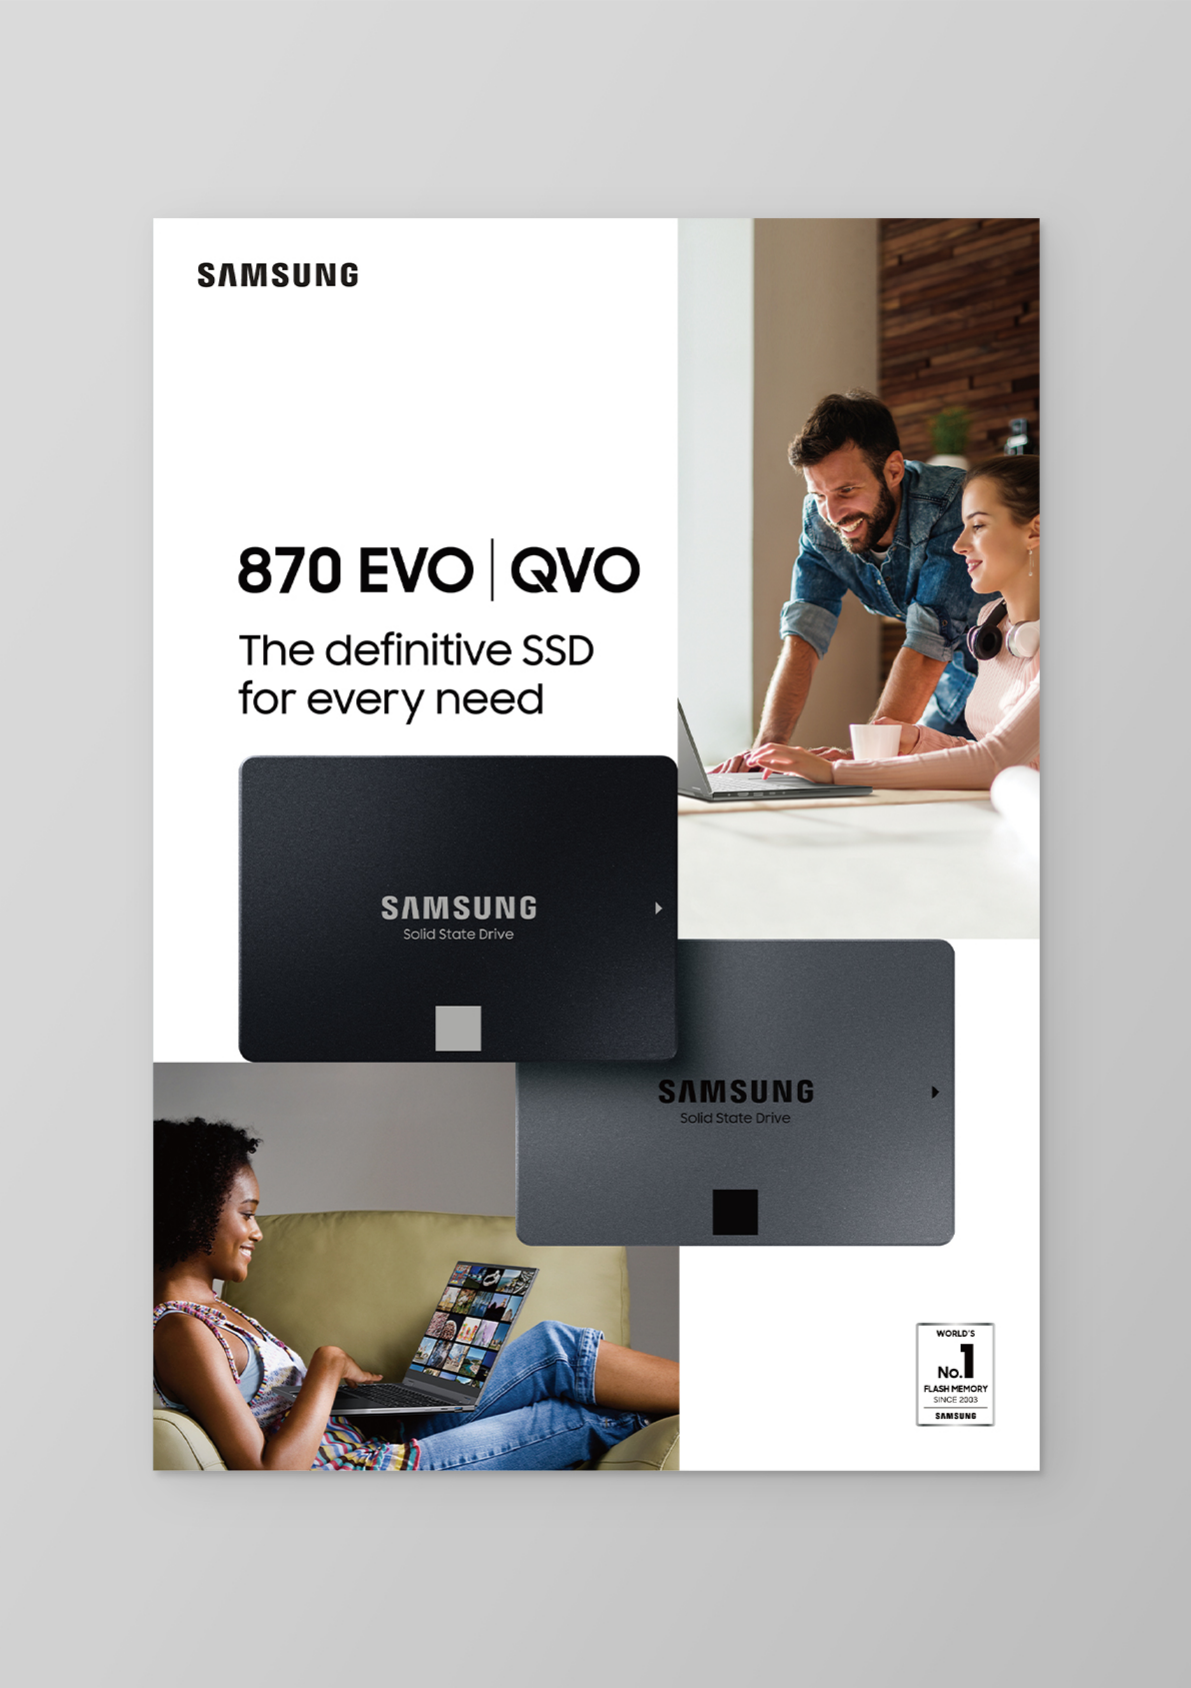 SAMSUNG
870 EVO | QVO
The definitive SSD
for every need
SAMSUNG
Solid State Drive
SAMSUNG
Solid State Drive
WORLD'S
No.1
FLASH MEMORY
SINCE 2003
SAMSUNG